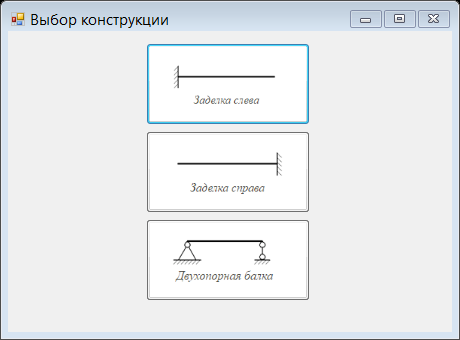 Выбор конструкции
Заделка слева
Заделка справа
Двухопорная балка